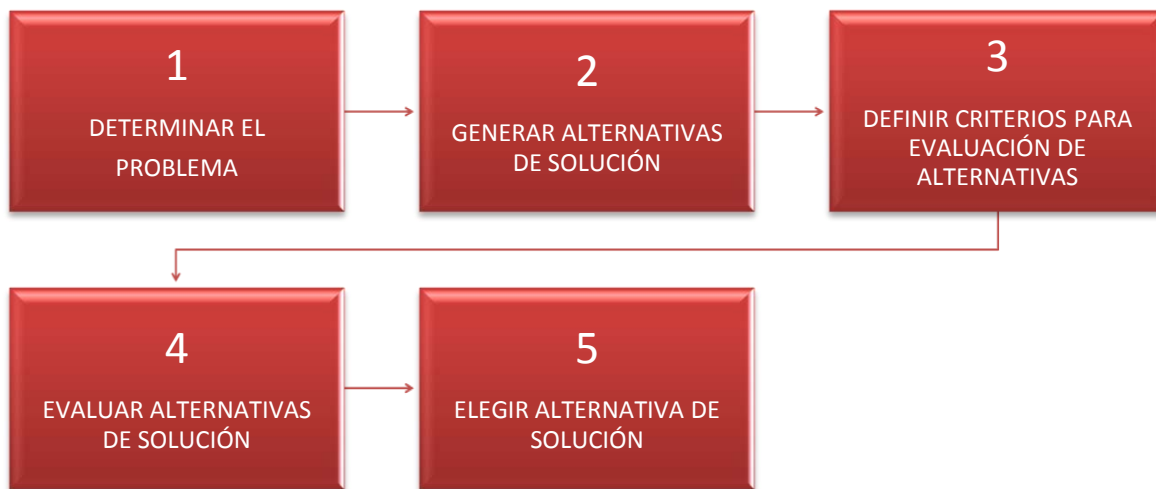 1
DETERMINAR EL
PROBLEMA
2
GENERAR ALTERNATIVAS
DE SOLUCIÓN
3
DEFINIR CRITERIOS PARA
EVALUACIÓN DE
ALTERNATIVAS
4
EVALUAR ALTERNATIVAS
DE SOLUCIÓN
5
ELEGIR ALTERNATIVA DE
SOLUCIÓN